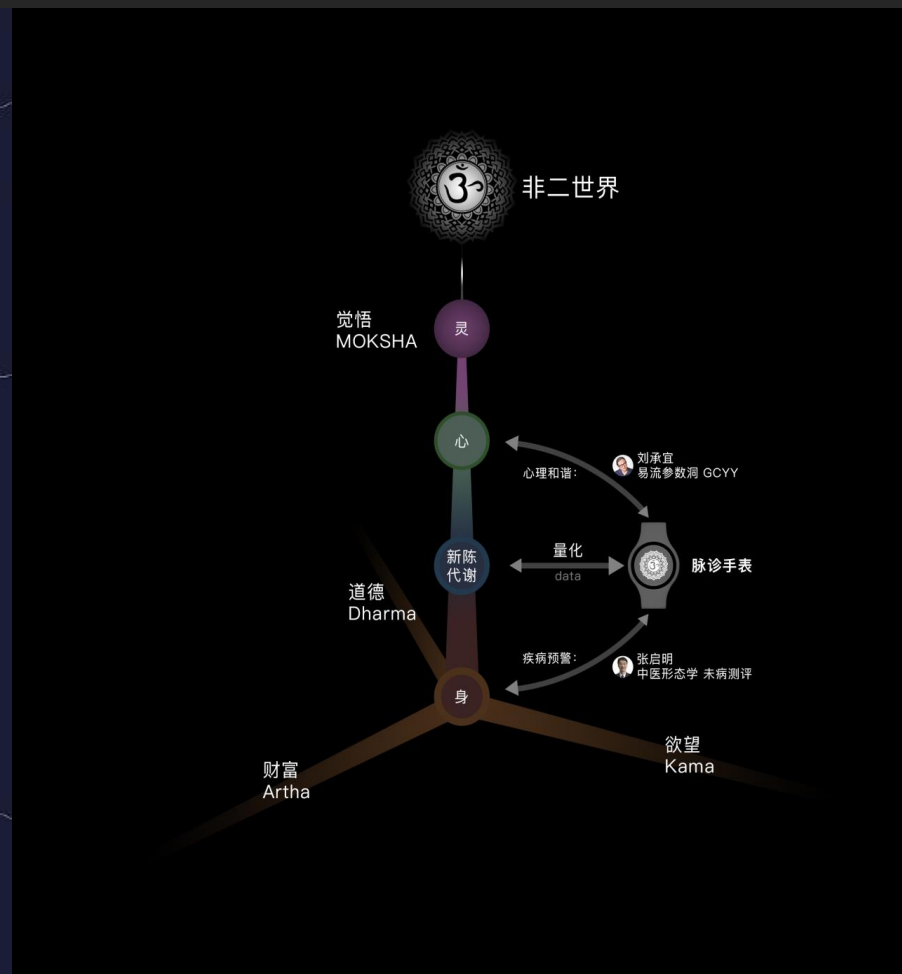 ॐ
非二世界
觉悟
MOKSHA
灵
心
刘承宜
易流参数洞 GCYY
心理和谐：
新陈
代谢
量化
data
脉诊手表
道德
Dharma
疾病预警：
张启明
中医形态学 未病测评
身
欲望
Kama
财富
Artha